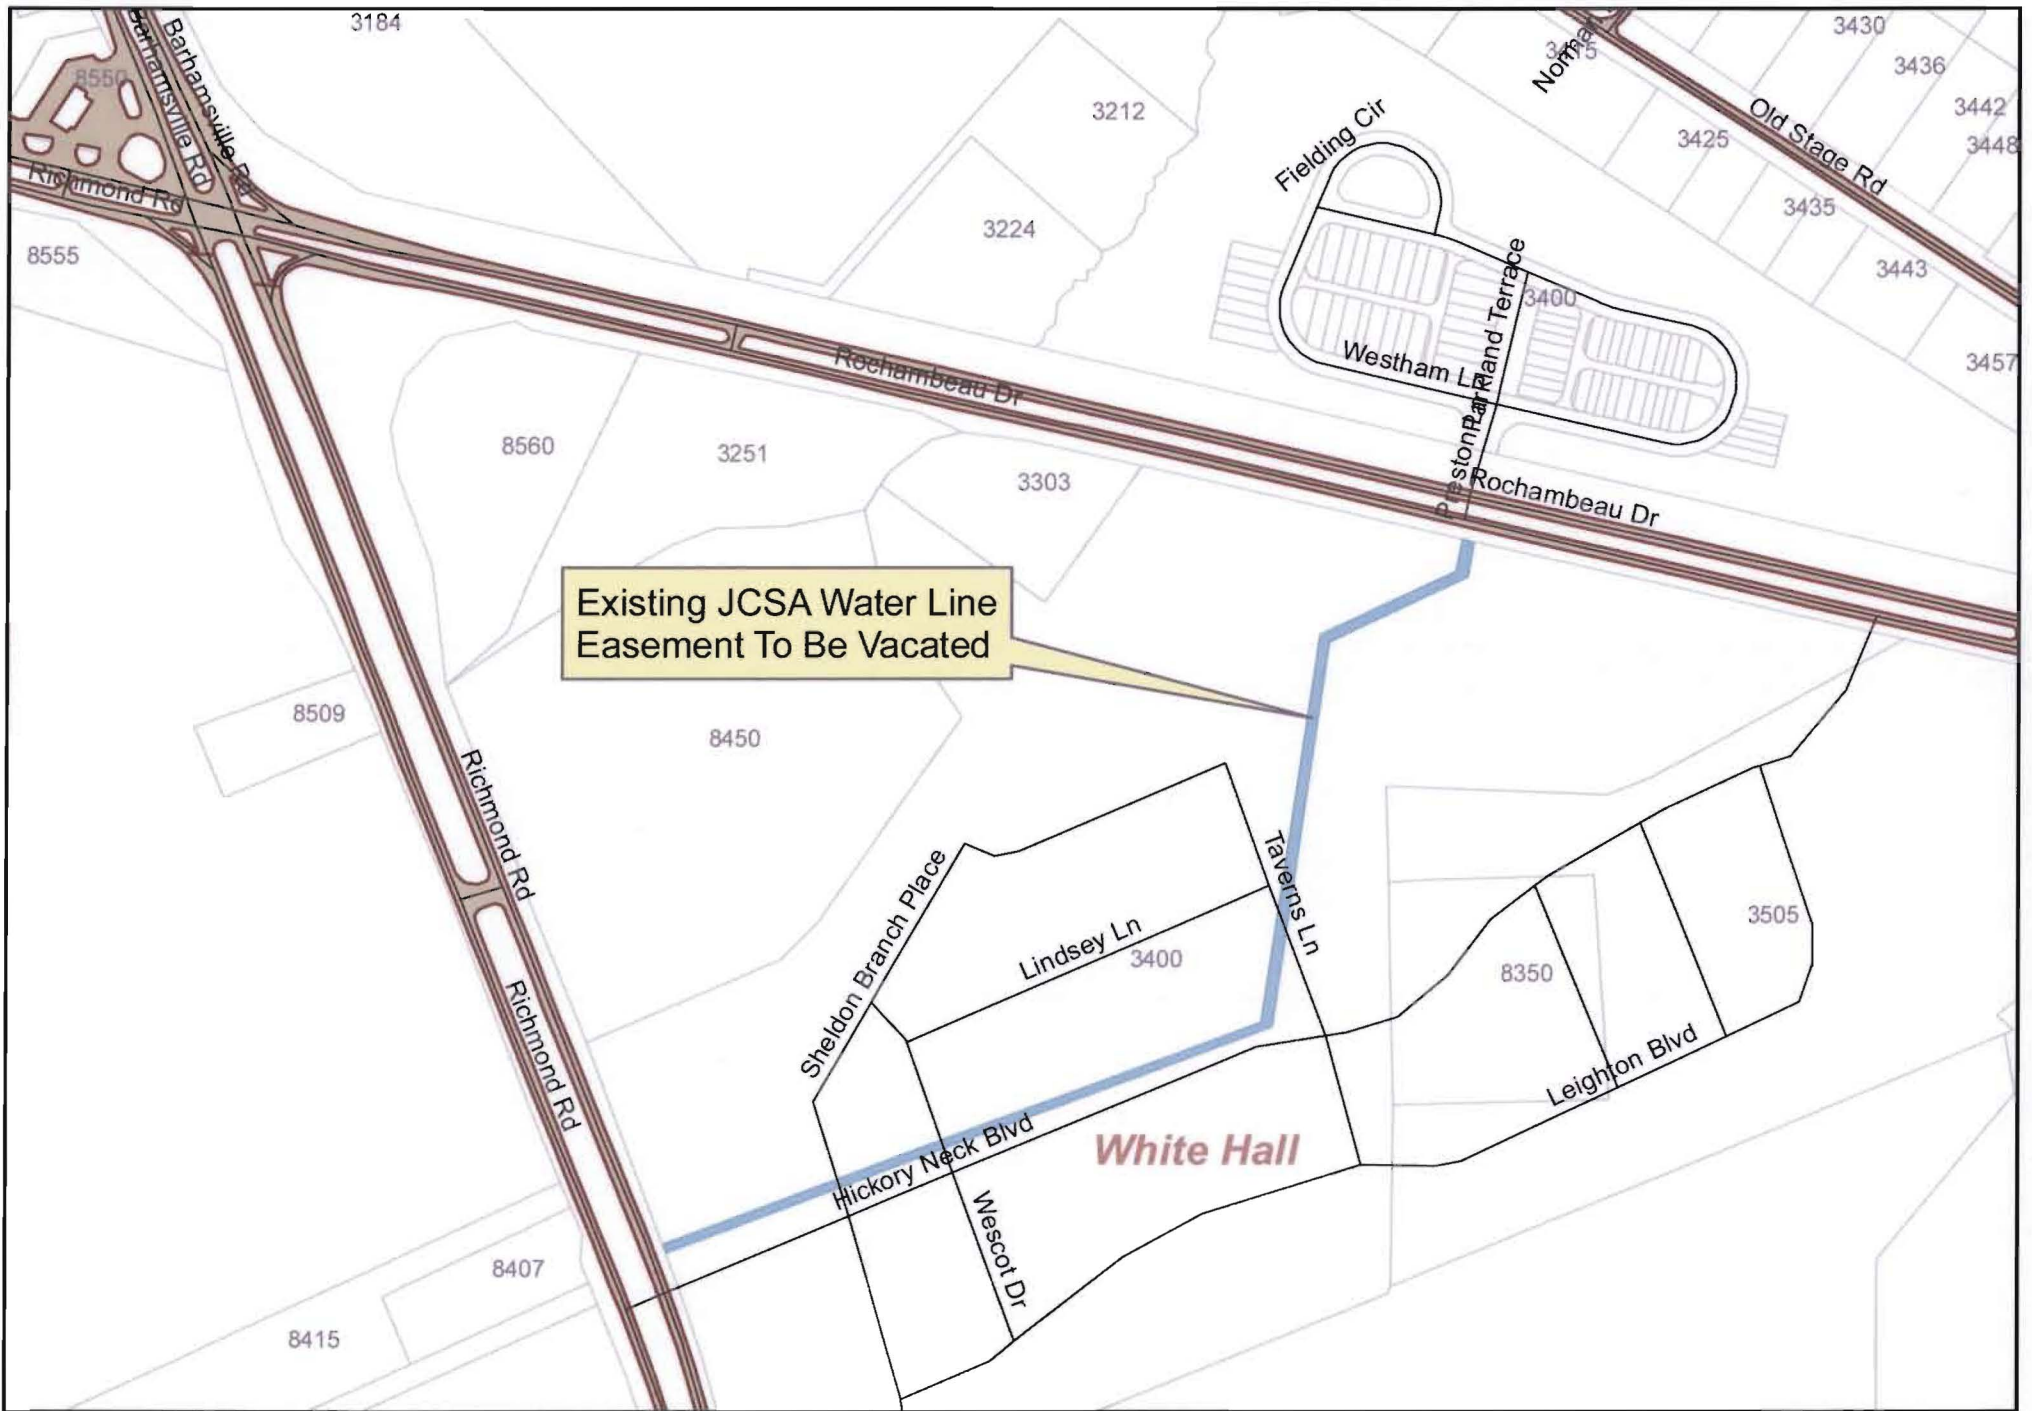 3184
Barhamsville Rd
Barhamsville Rd
8550
Richmond Rd
8555
3212
3224
Fielding Cir
3430
3436
3442
3448
3425
Old Stage Rd
3435
3443
3457
3400
Westham Ln
Parkland Terrace
Rochambeau Dr
Rochambeau Dr
8560
3251
3303
Existing JCSA Water Line
Easement To Be Vacated
8509
8450
Richmond Rd
Richmond Rd
Sheldon Branch Place
Lindsey Ln
3400
Taverns Ln
3505
8350
Leighton Blvd
Hickory Neck Blvd
White Hall
Wescot Dr
8407
8415